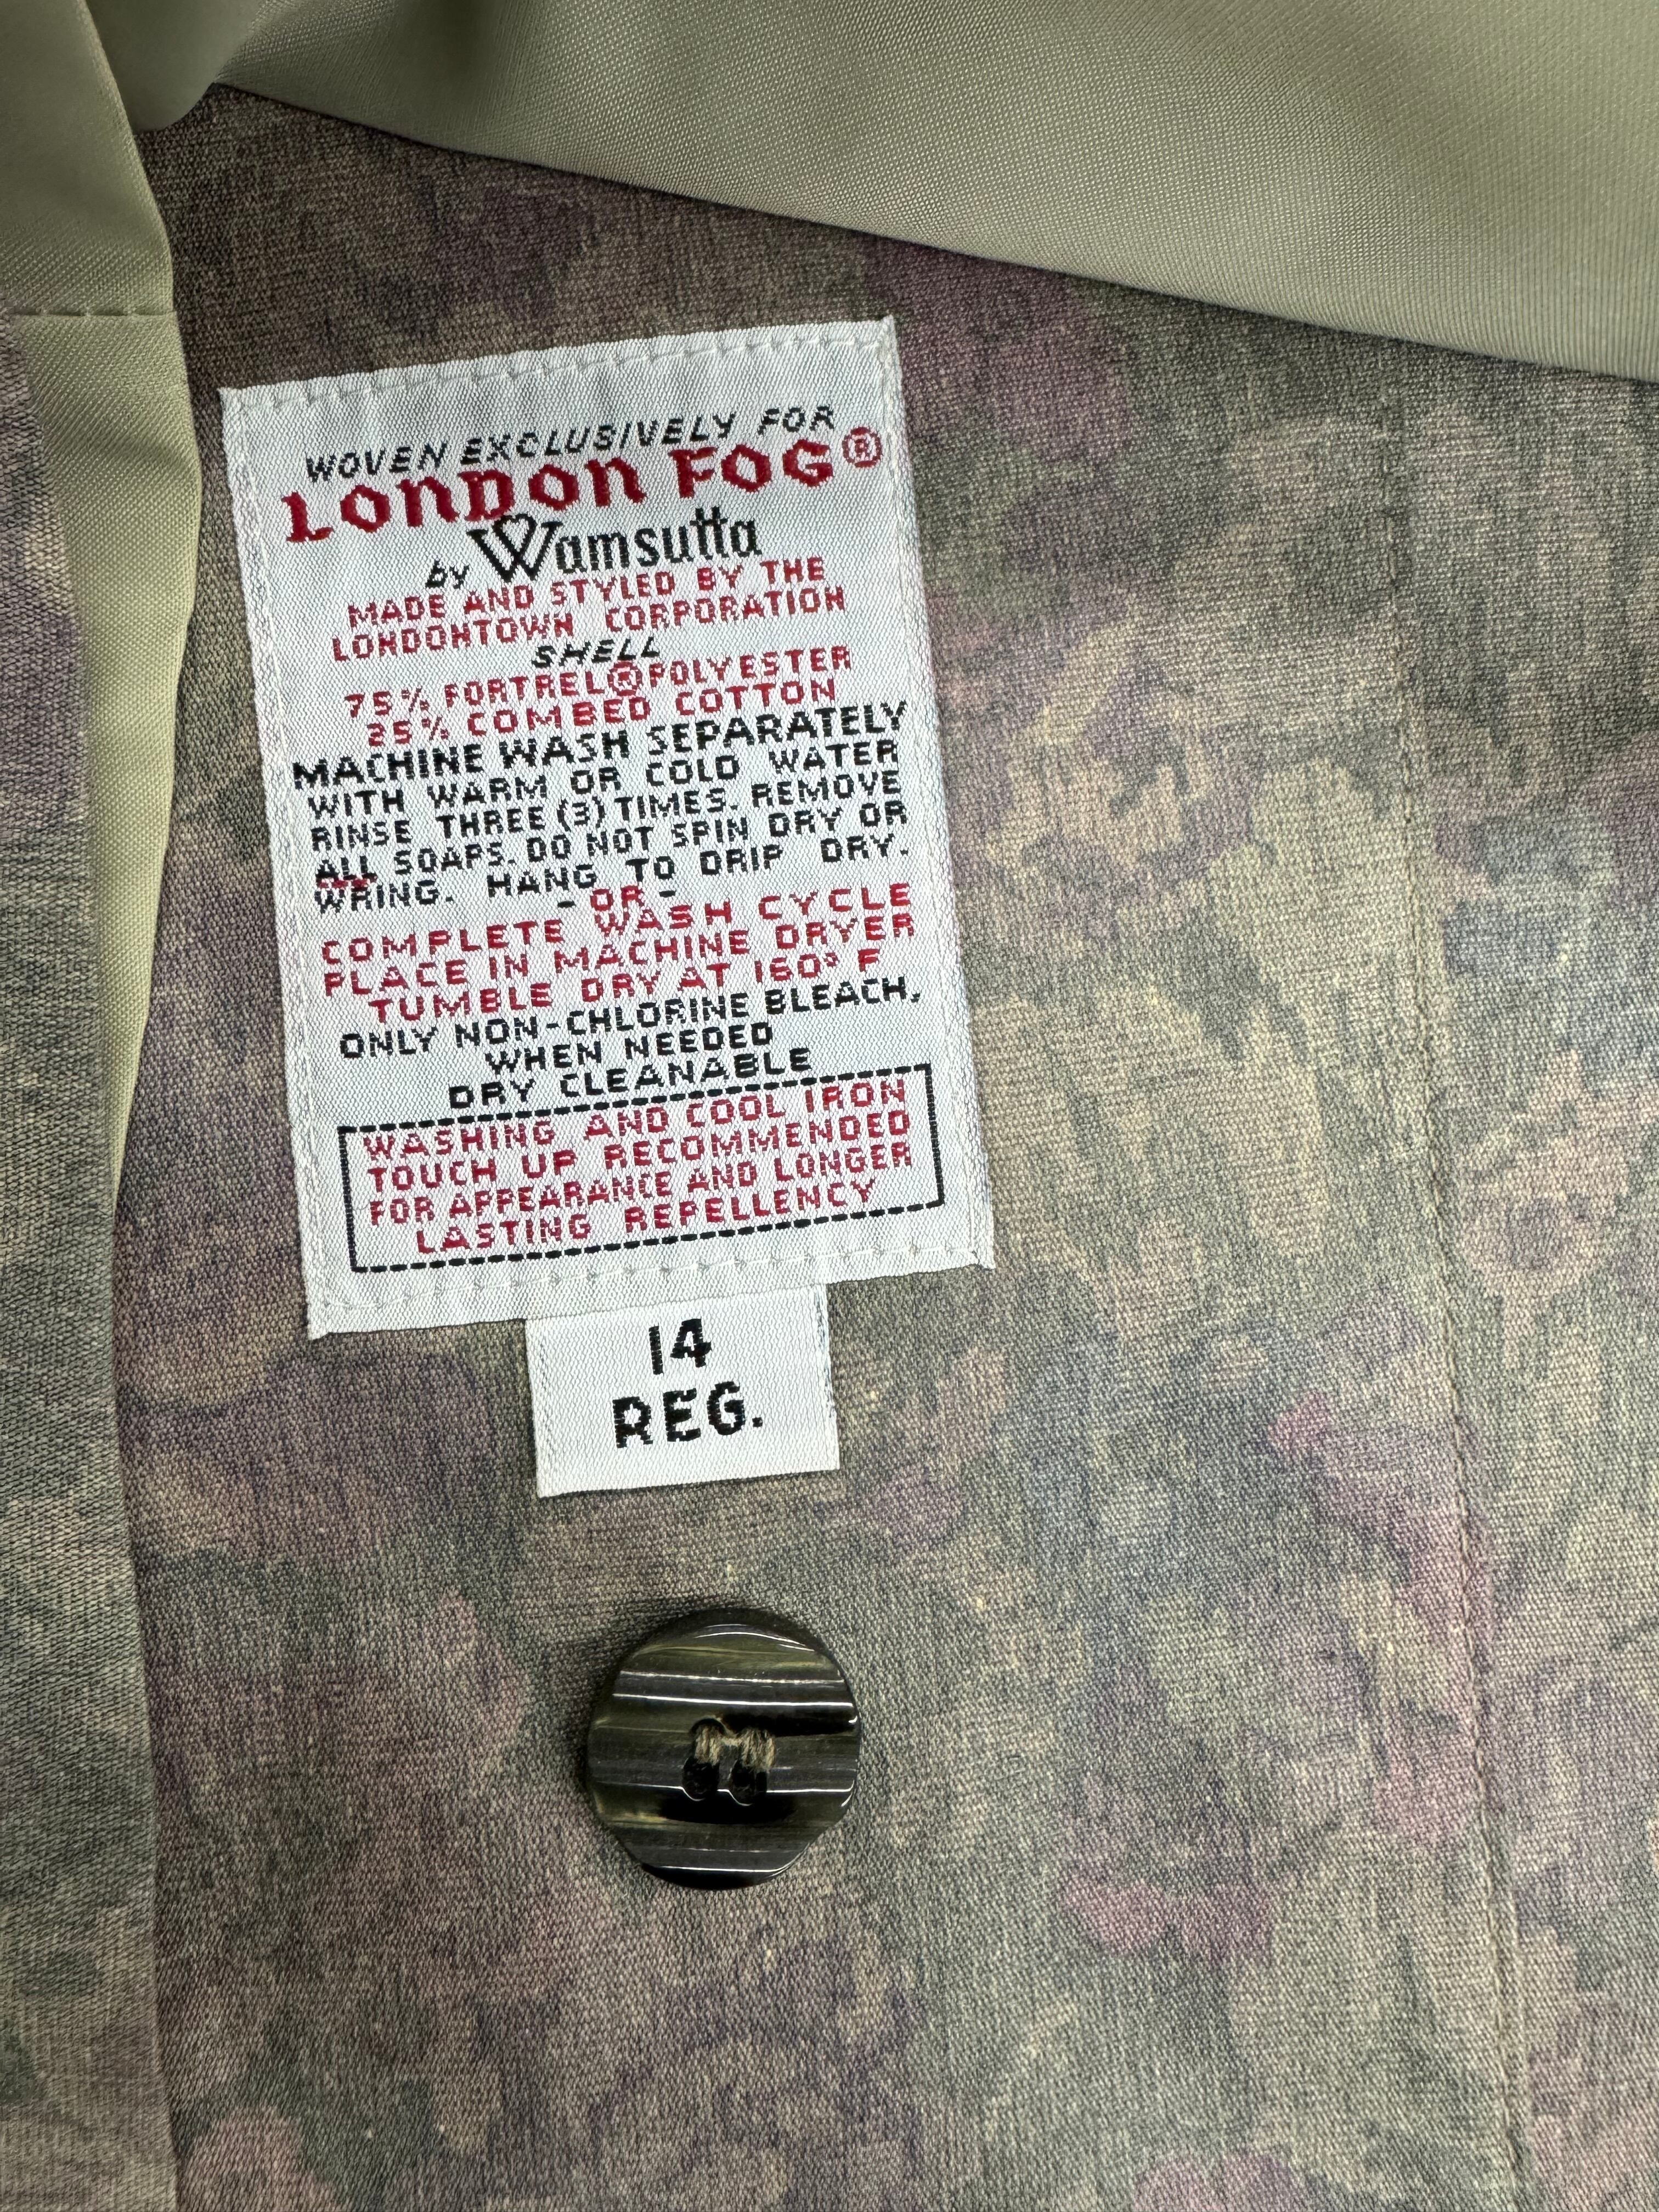 WOVEN EXCLUSIVELY FOR
LONDON FOG®
by Wamsutta
MADE AND STYLED BY THE
LONDONTOWN CORPORATION
SHELL
75% FORTREL® POLYESTER
25% COMBED COTTON
MACHINE WASH SEPARATELY
WITH WARM OR COLD WATER
RINSE THREE (3) TIMES. REMOVE
ALL SOAPS. DO NOT SPIN DRY OR
WRING. HANG TO DRIP DRY.
- OR -
COMPLETE WASH CYCLE
PLACE IN MACHINE DRYER
TUMBLE DRY AT 160° F
ONLY NON-CHLORINE BLEACH,
WHEN NEEDED
DRY CLEANABLE
WASHING AND COOL IRON
TOUCH UP RECOMMENDED
FOR APPEARANCE AND LONGER
LASTING REPELLENCY
14
REG.